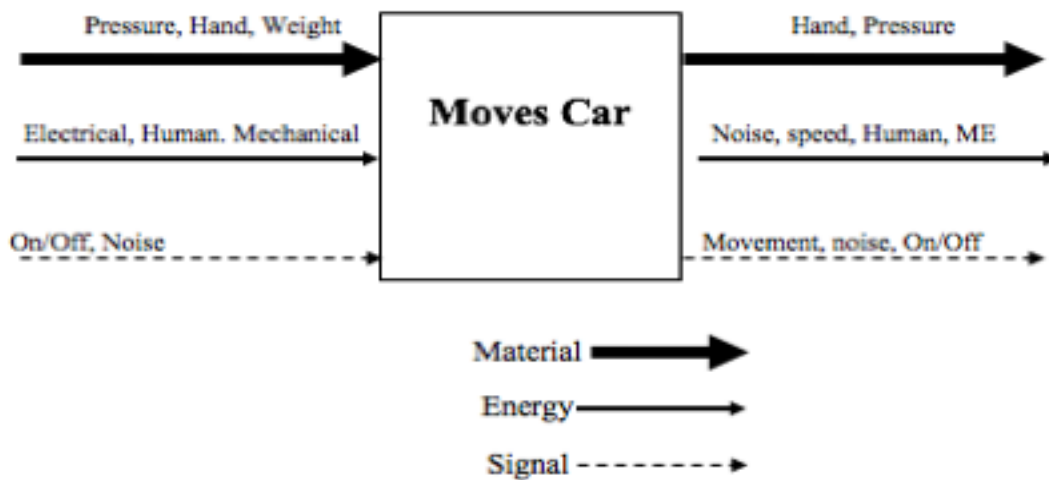 Pressure, Hand, Weight
Hand, Pressure
Moves Car
Electrical, Human. Mechanical
Noise, speed, Human, ME
On/Off, Noise
Movement, noise, On/Off
Material
Energy
Signal